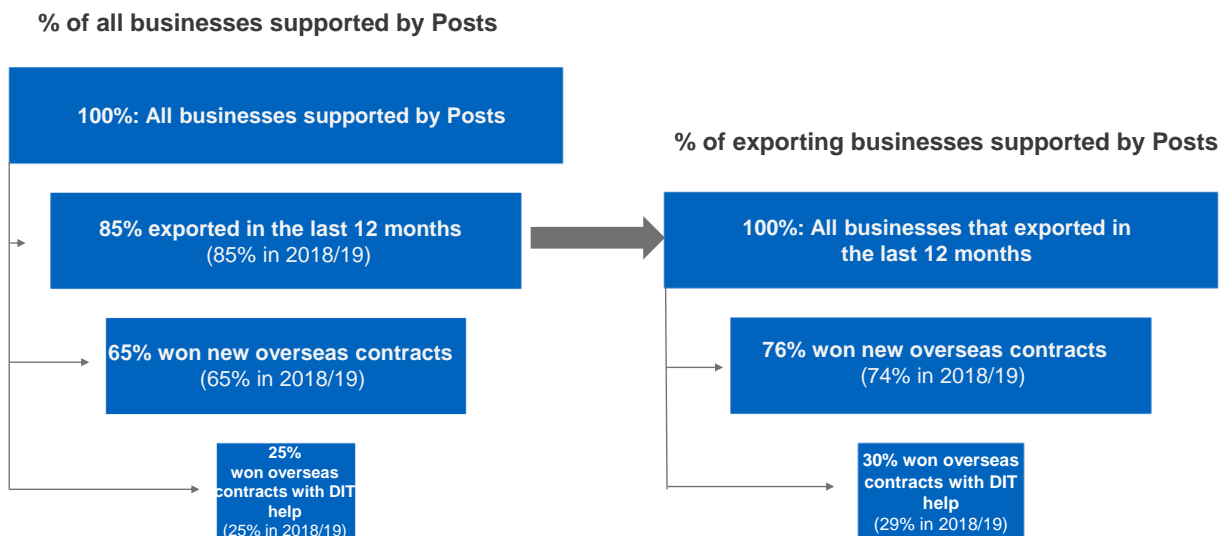 % of all businesses supported by Posts
100%: All businesses supported by Posts
85% exported in the last 12 months
(85% in 2018/19)
65% won new overseas contracts
(65% in 2018/19)
25%
won overseas
contracts with DIT
help
(25% in 2018/19)
% of exporting businesses supported by Posts
100%: All businesses that exported in
the last 12 months
76% won new overseas contracts
(74% in 2018/19)
30% won overseas
contracts with DIT
help
(29% in 2018/19)